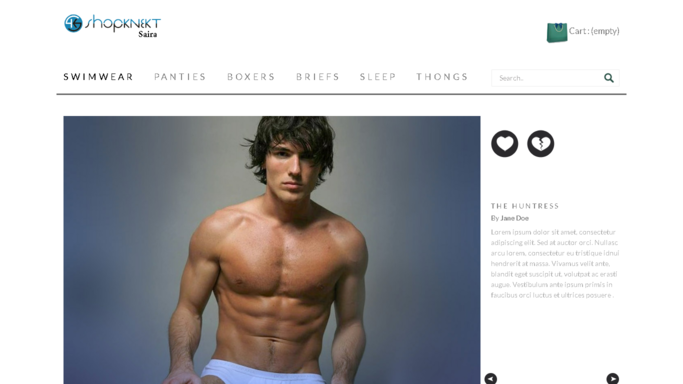 SHOPKNEKT
Saira
Cart : (empty)
SWIMWEAR PANTIES BOXERS BRIEFS SLEEP THONGS
Search..
THE HUNTRESS
By Jane Doe
Lorem ipsum dolor sit amet, consectetur
adipiscing elit. Sed at auctor orci. Nullasc
arcu lorem, consectetur eu tristique idnui
hendrerit at massa. Vivamus velit ante,
blandit eget suscipit ut, volutpat ac erasti
augue. Vestibulum ante ipsum primis in
faucibus orci luctus et ultrices posuere .